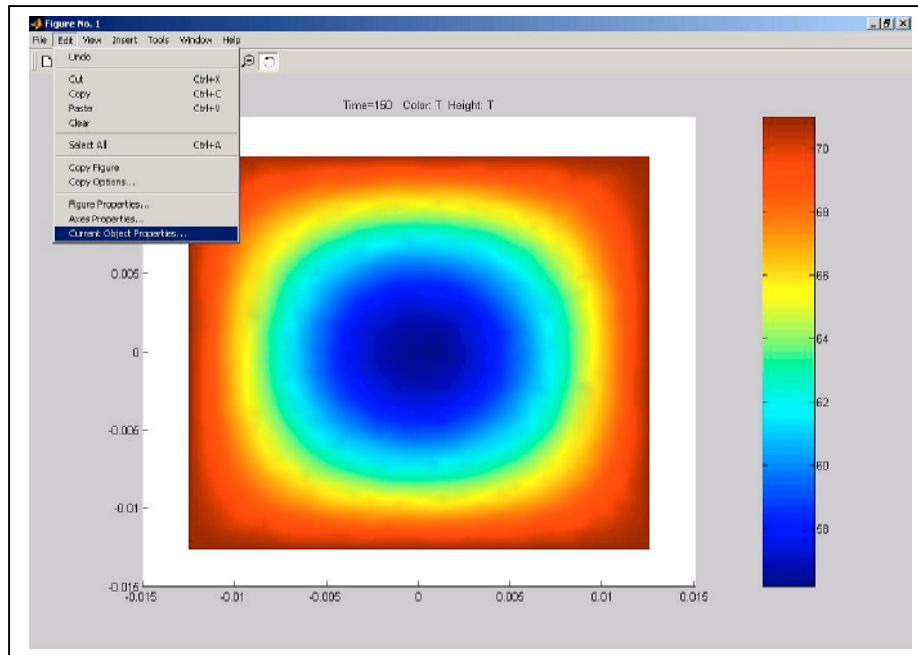 Figure No. 1
File Edit View Insert Tools Window Help
Undo
Cut Ctrl+X
Copy Ctrl+C
Paste Ctrl+V
Clear
Select All Ctrl+A
Copy Figure
Copy Options...
Figure Properties...
Axes Properties...
Current Object Properties...
Time=150 Color: T Height: T
0.005
0
-0.005
-0.01
-0.015
-0.015 -0.01 -0.005 0 0.005 0.01 0.015
70
68
66
64
62
60
58